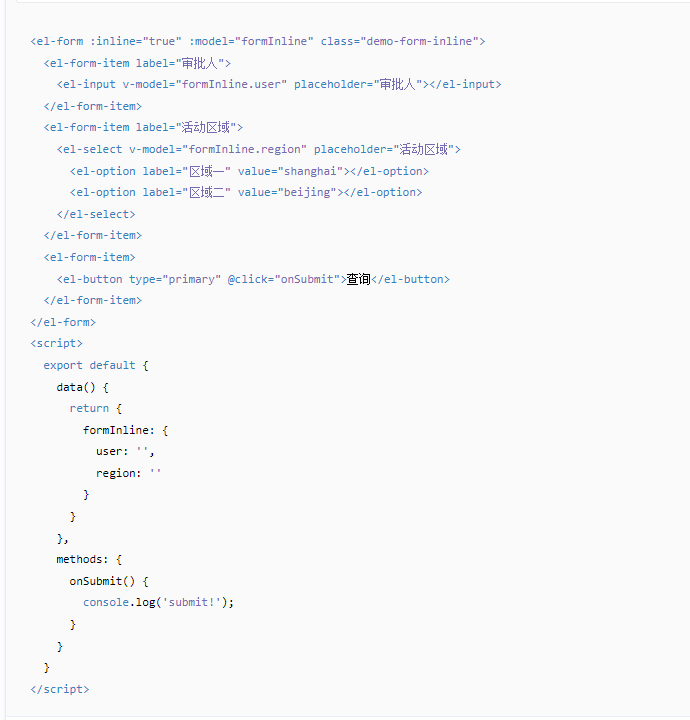 <el-form :inline="true" :model="formInline" class="demo-form-inline">
  <el-form-item label="审批人">
    <el-input v-model="formInline.user" placeholder="审批人"></el-input>
  </el-form-item>
  <el-form-item label="活动区域">
    <el-select v-model="formInline.region" placeholder="活动区域">
      <el-option label="区域一" value="shanghai"></el-option>
      <el-option label="区域二" value="beijing"></el-option>
    </el-select>
  </el-form-item>
  <el-form-item>
    <el-button type="primary" @click="onSubmit">查询</el-button>
  </el-form-item>
</el-form>
<script>
  export default {
    data() {
      return {
        formInline: {
          user: '',
          region: ''
        }
      }
    },
    methods: {
      onSubmit() {
        console.log('submit!');
      }
    }
  }
</script>